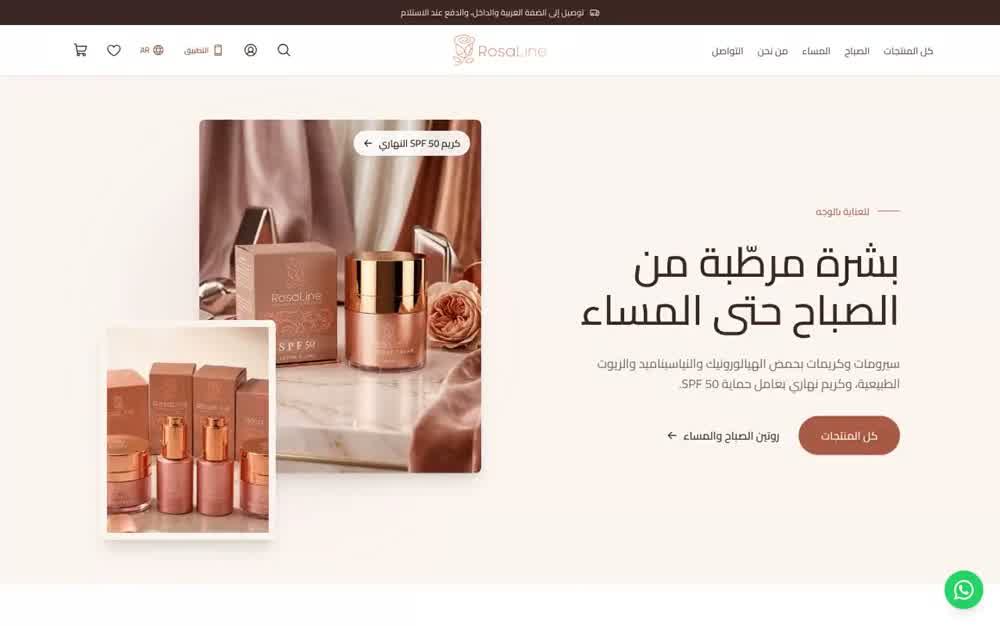 توصيل إلى الضفة الغربية والداخل، والدفع عند الاستلام
كل المنتجات
الصباح
المساء
من نحن
التواصل
RosaLine
التطبيق
AR
كريم SPF 50 النهاري ←
للعناية بالوجه
بشرة مرطّبة من
الصباح حتى المساء
سيرومات وكريمات بحمض الهيالورونيك والنياسيناميد والزيوت
الطبيعية، وكريم نهاري بعامل حماية SPF 50.
كل المنتجات
روتين الصباح والمساء ←
RosaLine
SPF 50